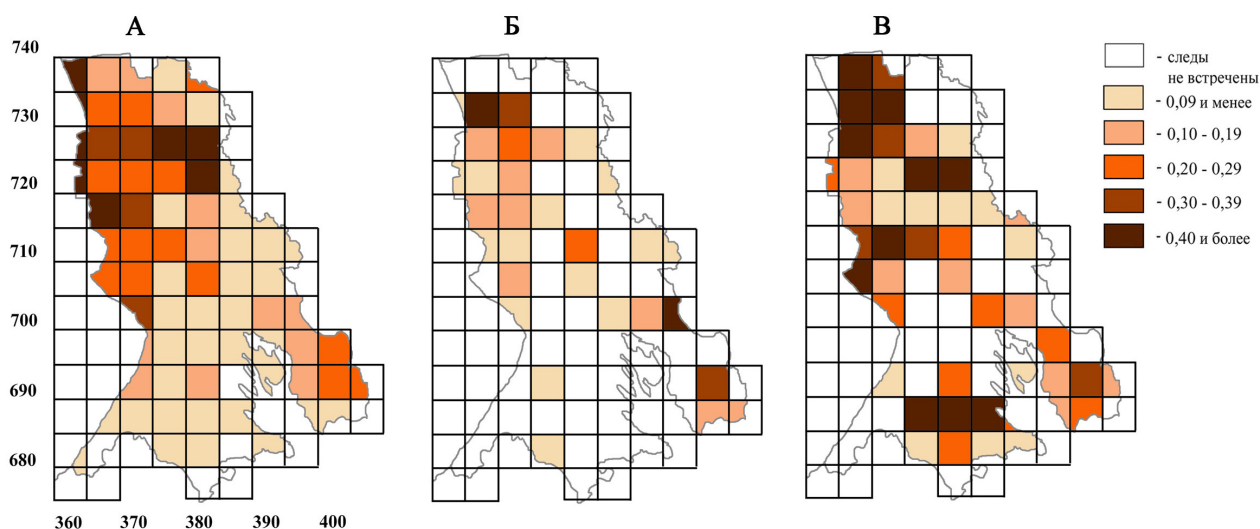 А Б В
740
730
720
710
700
690
680
360 370 380 390 400
- следы
не встречены
- 0,09 и менее
- 0,10 - 0,19
- 0,20 - 0,29
- 0,30 - 0,39
- 0,40 и более